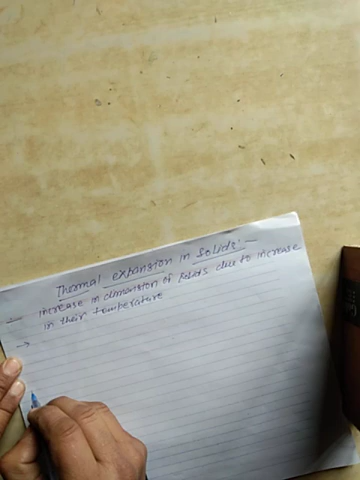 Thermal expansion in Solids:-
— increase in dimension of solids due to increase
in their temperature
→